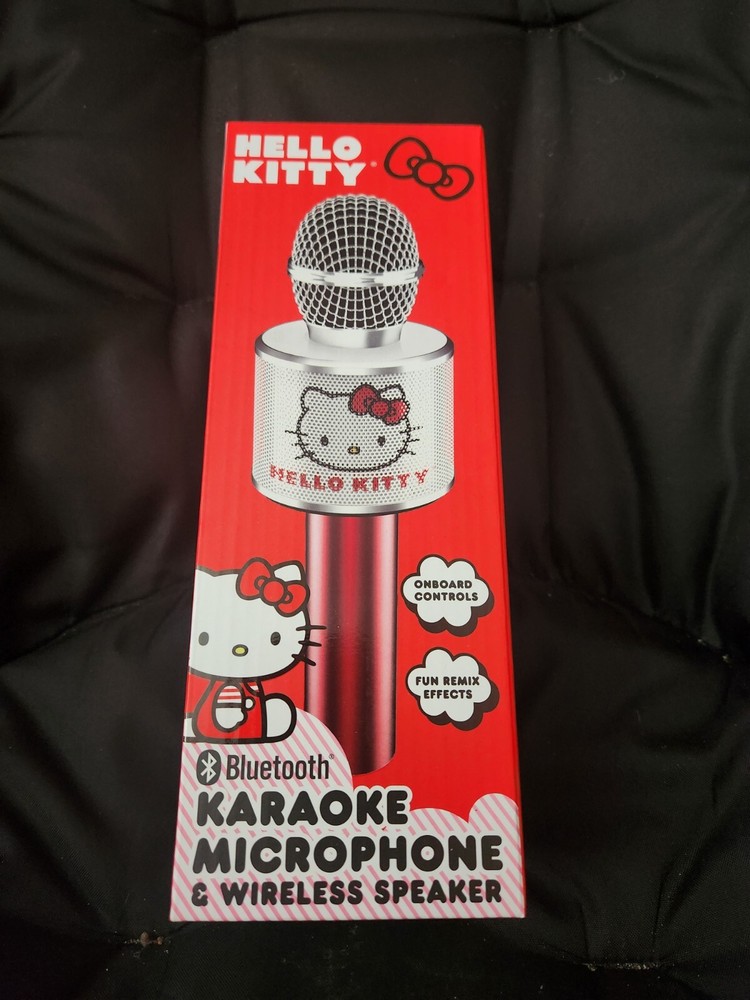 HELLO
KITTY®
HELLO KITTY
ONBOARD
CONTROLS
FUN REMIX
EFFECTS
Bluetooth®
KARAOKE
MICROPHONE
& WIRELESS SPEAKER